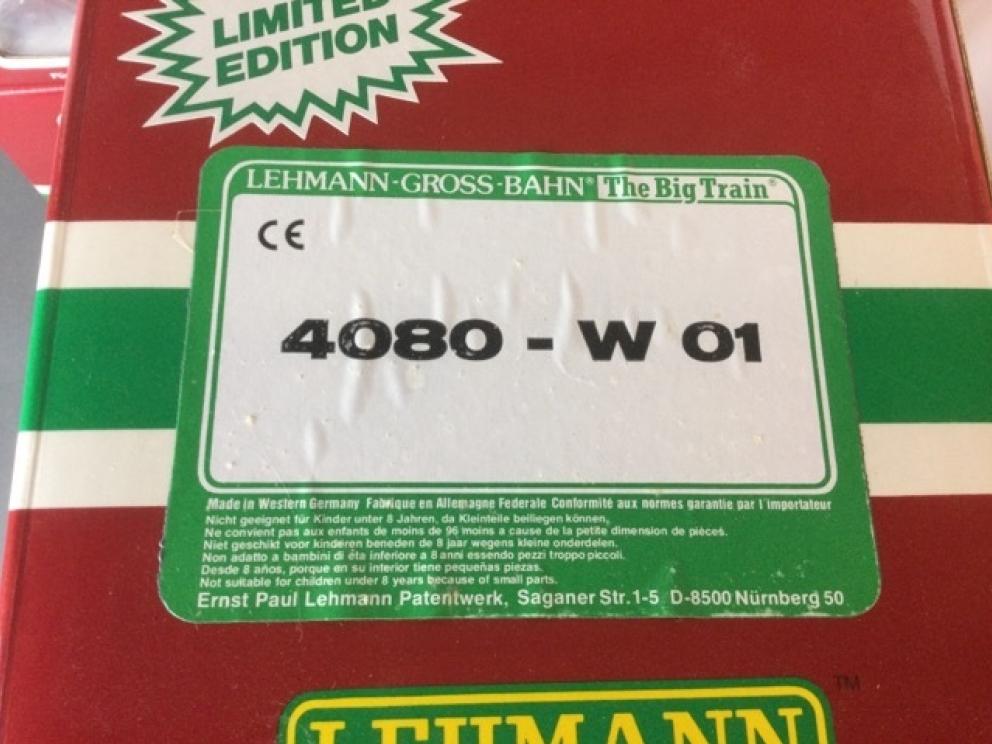 LIMITED
EDITION
LEHMANN-GROSS-BAHN® The Big Train®
CE
4080 - W 01
Made in Western Germany Fabrique en Allemagne Federale Conformité aux normes garantie par l'importateur
Nicht geeignet für Kinder unter 8 Jahren, da Kleinteile beiliegen können,
Ne convient pas aux enfants de moins de 96 moins a cause de la petite dimension de pièces.
Niet geschikt voor kinderen beneden de 8 jaar wegens kleine onderdelen.
Non adatto a bambini di éta inferiore a 8 anni essendo pezzi troppo piccoli.
Desde 8 años, porque en su interior tiene pequeñas piezas.
Not suitable for children under 8 years because of small parts.
Ernst Paul Lehmann Patentwerk, Saganer Str.1-5 D-8500 Nürnberg 50
TM
LEHMANN